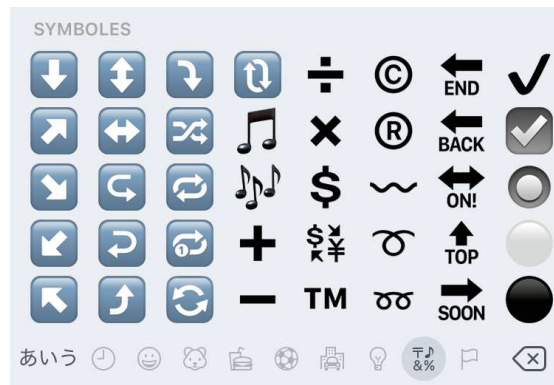 SYMBOLES
÷ © END ✔
✖ ® BACK
$ ON!
+ $¥ TOP
− TM SOON
あいう 〒♪&%